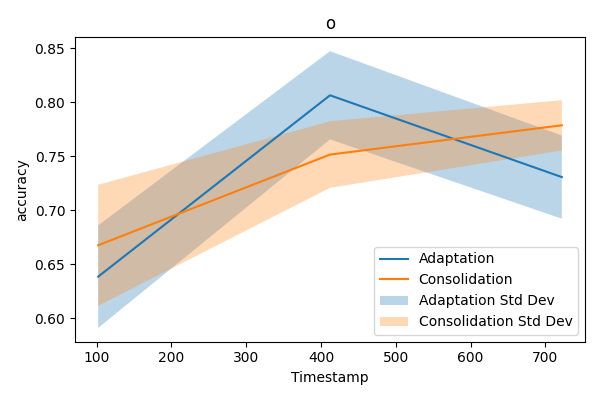 o
0.85
0.80
0.75
0.70
0.65
0.60
accuracy
100 200 300 400 500 600 700
Timestamp
Adaptation
Consolidation
Adaptation Std Dev
Consolidation Std Dev